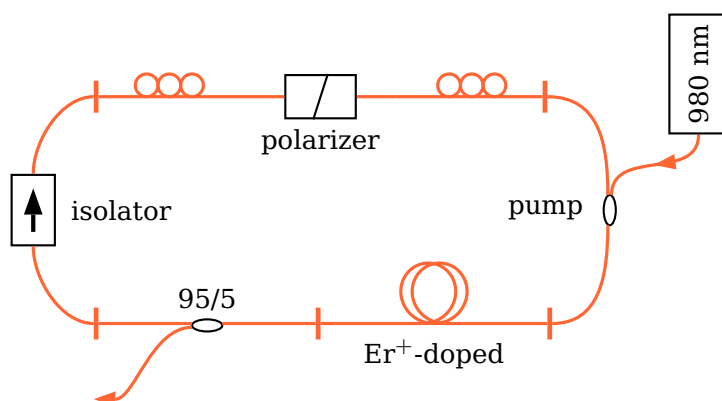 980 nm
polarizer
isolator
pump
95/5
Er⁺-doped